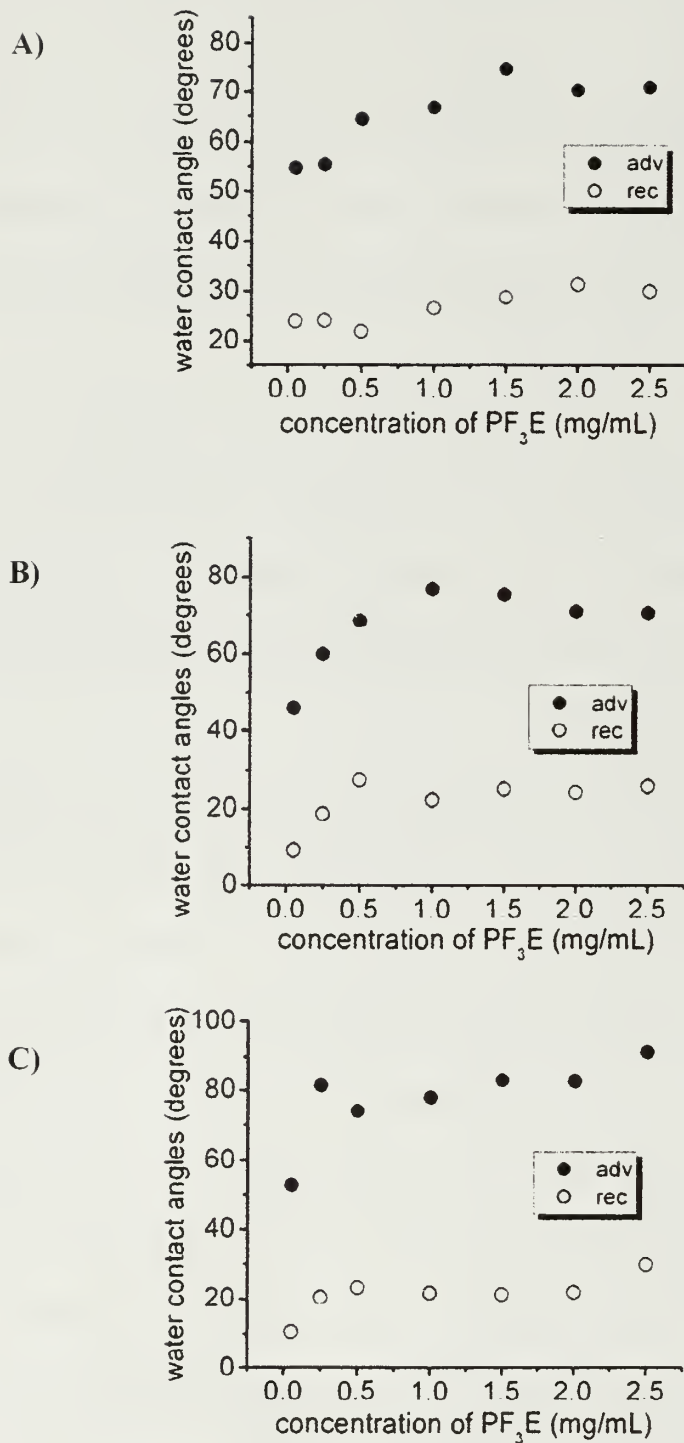 A)
water contact angle (degrees)
80
70
60
50
40
30
20
adv
rec
0.0 0.5 1.0 1.5 2.0 2.5
concentration of PF₃E (mg/mL)
B)
water contact angles (degrees)
80
60
40
20
0
adv
rec
0.0 0.5 1.0 1.5 2.0 2.5
concentration of PF₃E (mg/mL)
C)
water contact angles (degrees)
100
80
60
40
20
0
adv
rec
0.0 0.5 1.0 1.5 2.0 2.5
concentration of PF₃E (mg/mL)